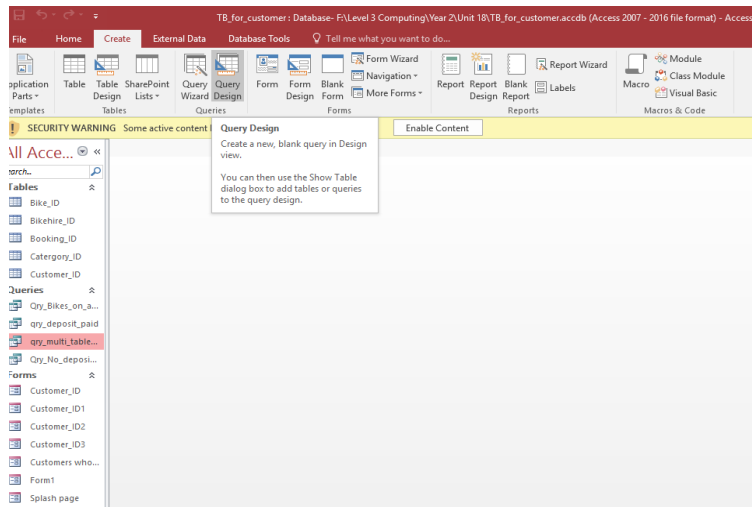 TB_for_customer : Database- F:\Level 3 Computing\Year 2\Unit 18\TB_for_customer.accdb (Access 2007 - 2016 file format) - Access
File Home Create External Data Database Tools Tell me what you want to do...
pplication Parts
Table
Table Design
SharePoint Lists
Query Wizard
Query Design
Form
Form Design
Blank Form
Form Wizard
Navigation
More Forms
Report
Report Design
Blank Report
Report Wizard
Labels
Macro
Module
Class Module
Visual Basic
emplates Tables Queries Forms Reports Macros & Code
SECURITY WARNING Some active content
Enable Content
Query Design
Create a new, blank query in Design
view.
You can then use the Show Table
dialog box to add tables or queries
to the query design.
All Acce...
earch...
Tables
Bike_ID
Bikehire_ID
Booking_ID
Catergory_ID
Customer_ID
Queries
Qry_Bikes_on_a...
qry_deposit_paid
qry_multi_table...
Qry_No_deposi...
Forms
Customer_ID
Customer_ID1
Customer_ID2
Customer_ID3
Customers who...
Form1
Splash page